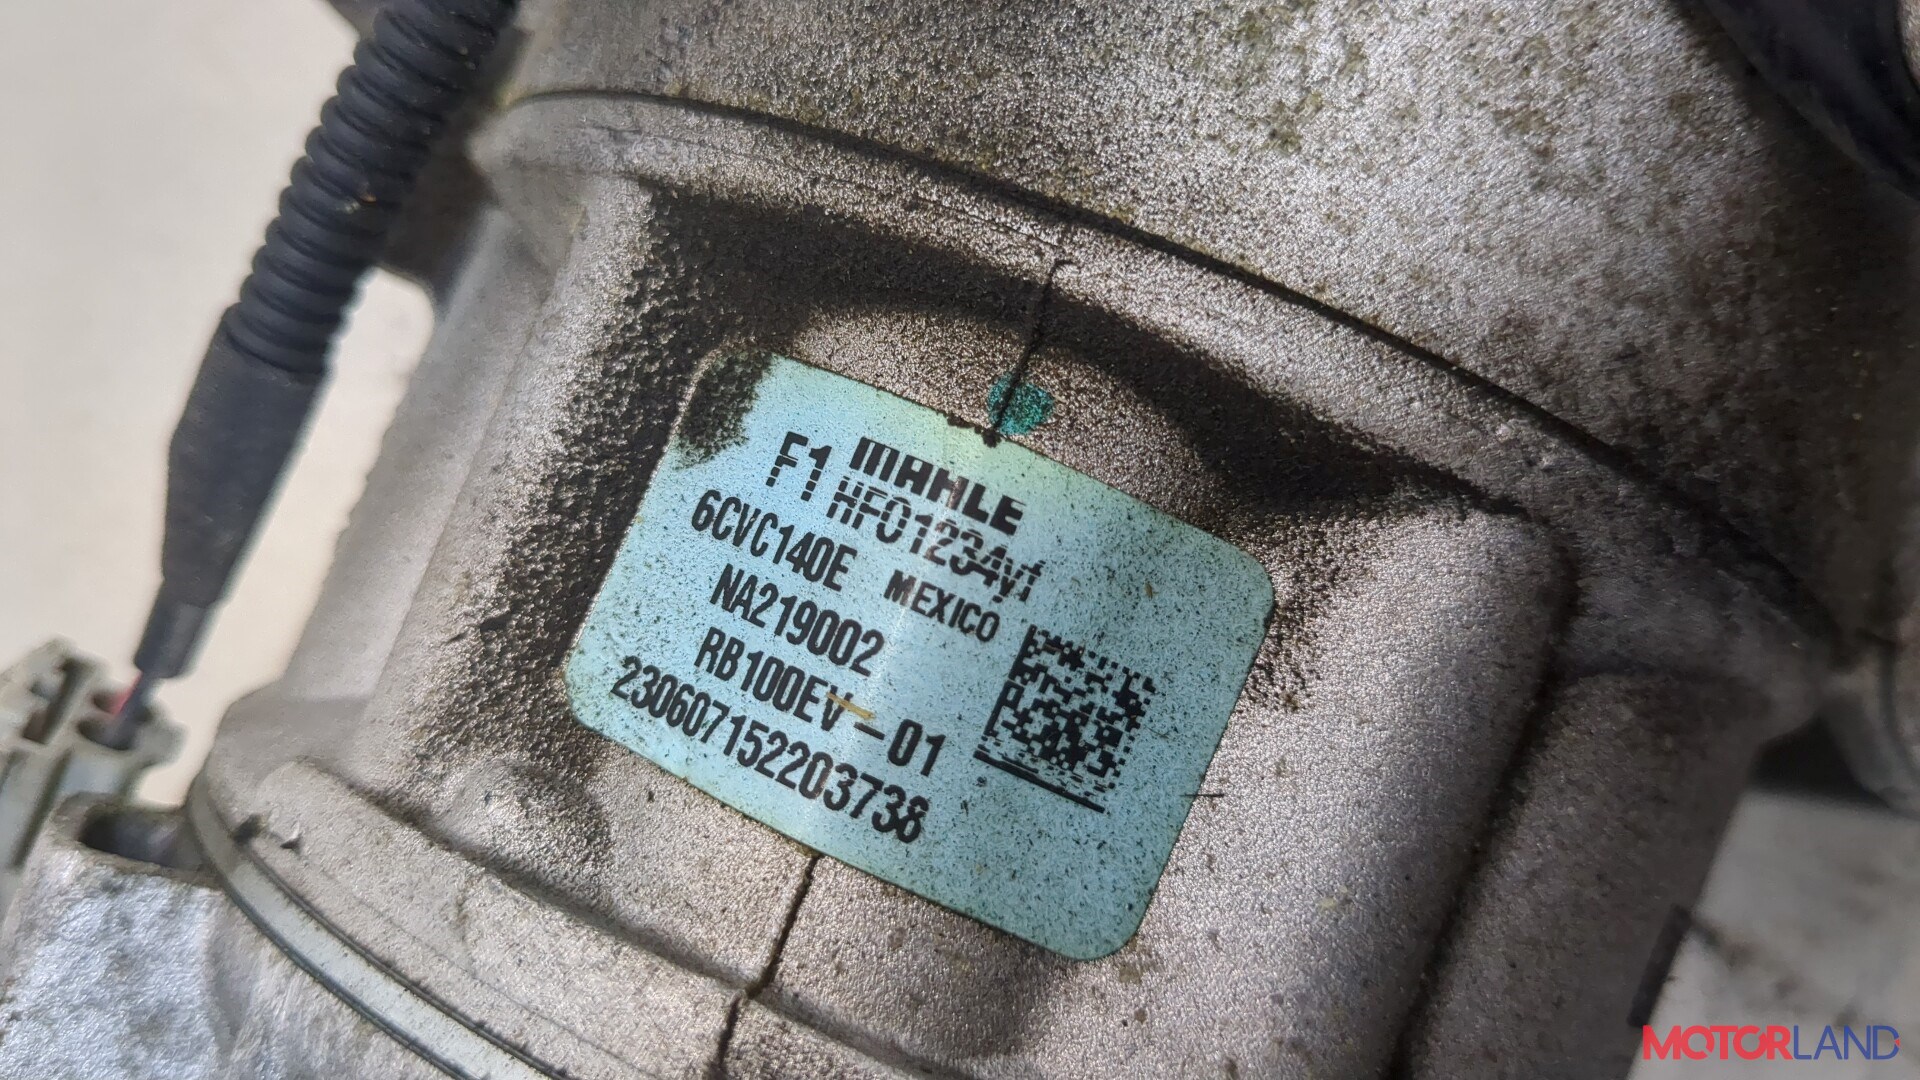 MAHLE
F1 HFO1234yf
6CVC140E MEXICO
NA219002
RB100EV-01
230607152203738
MOTORLAND